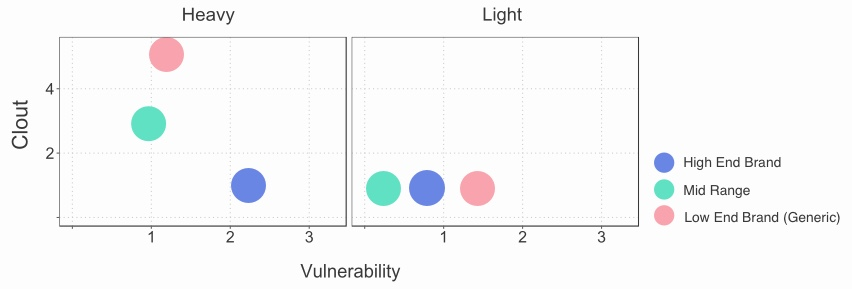 Heavy
Light
Clout
4
2
1 2 3
1 2 3
Vulnerability
High End Brand
Mid Range
Low End Brand (Generic)